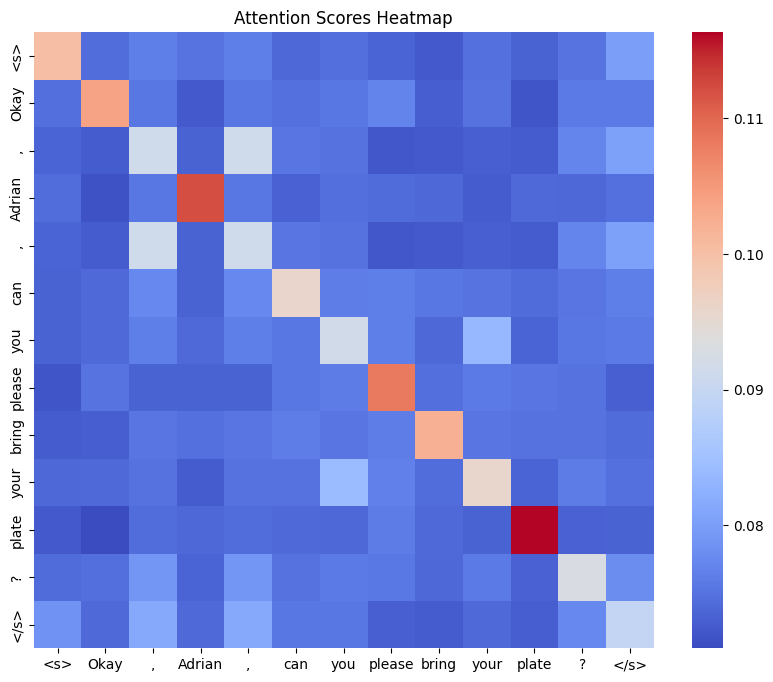 Attention Scores Heatmap
<s>
Okay
,
Adrian
,
can
you
please
bring
your
plate
?
</s>
<s> Okay , Adrian , can you please bring your plate ? </s>
0.11
0.10
0.09
0.08